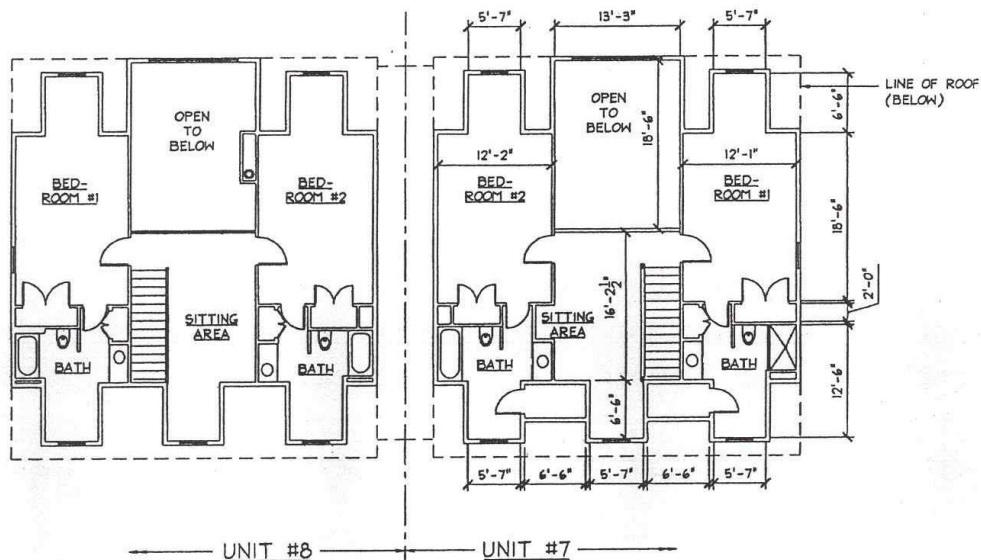 5'-7"
13'-3"
5'-7"
LINE OF ROOF
(BELOW)
6'-6"
OPEN
TO
BELOW
OPEN
TO
BELOW
18'-6"
12'-2"
12'-1"
BED-
ROOM #1
BED-
ROOM #2
BED-
ROOM #2
BED-
ROOM #1
18'-6"
2'-0"
16'-2 1/2"
SITTING
AREA
SITTING
AREA
BATH
BATH
BATH
BATH
12'-6"
6'-6"
5'-7"
6'-6"
5'-7"
6'-6"
5'-7"
UNIT #8
UNIT #7